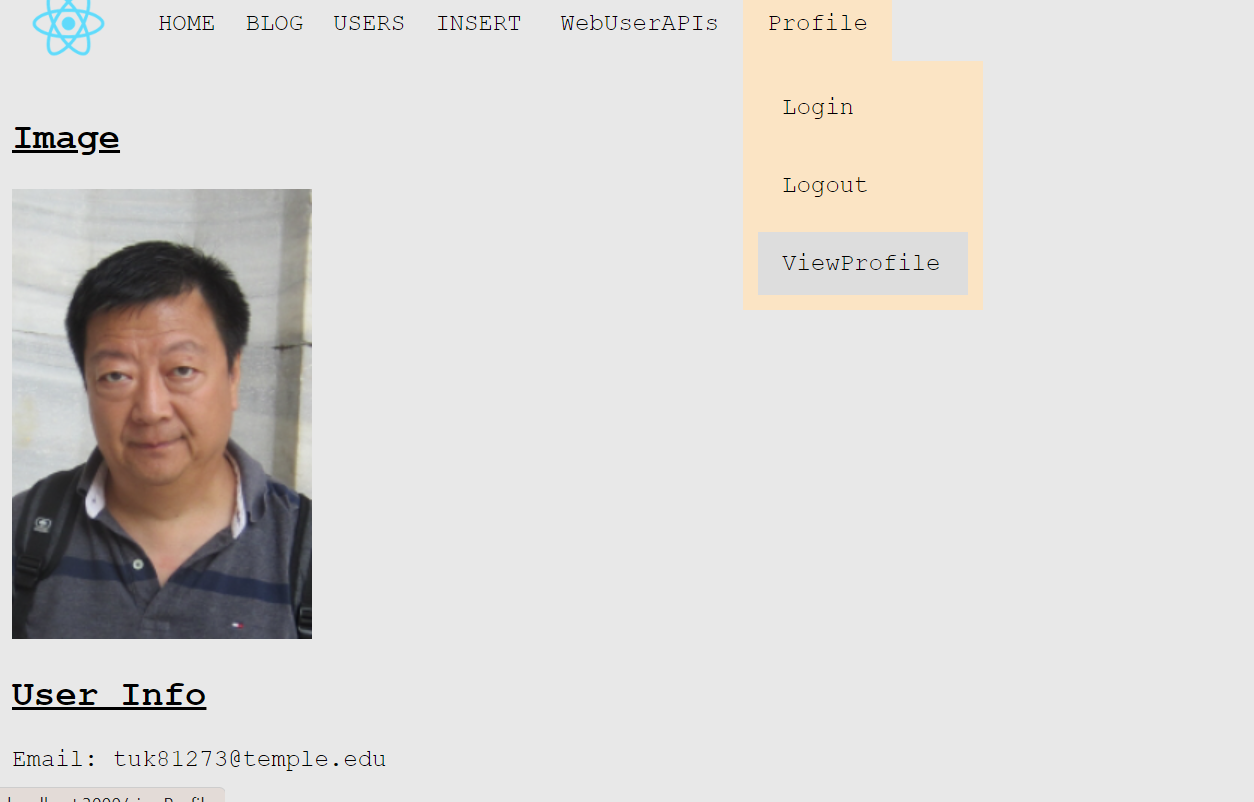 HOME BLOG USERS INSERT WebUserAPIs Profile
Login
Logout
ViewProfile
Image
User Info
Email: tuk81273@temple.edu